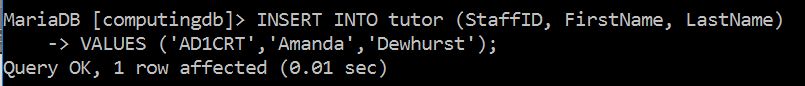 MariaDB [computingdb]> INSERT INTO tutor (StaffID, FirstName, LastName)
    -> VALUES ('AD1CRT','Amanda','Dewhurst');
Query OK, 1 row affected (0.01 sec)